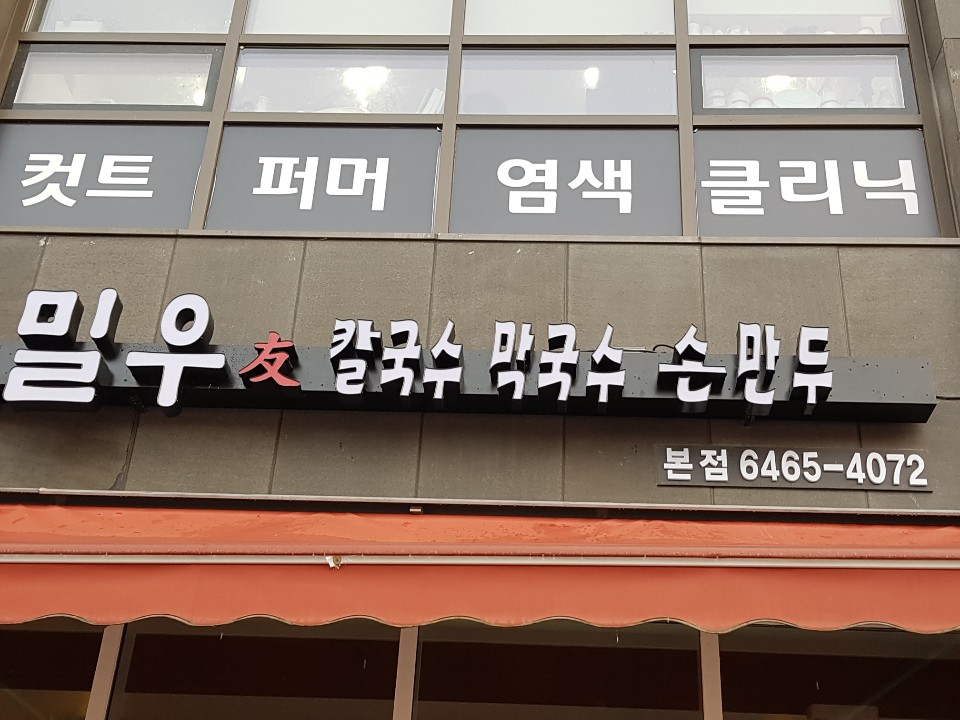 컷트 퍼머 염색 클리닉
밀우 友 칼국수 막국수 손만두
본점 6465-4072